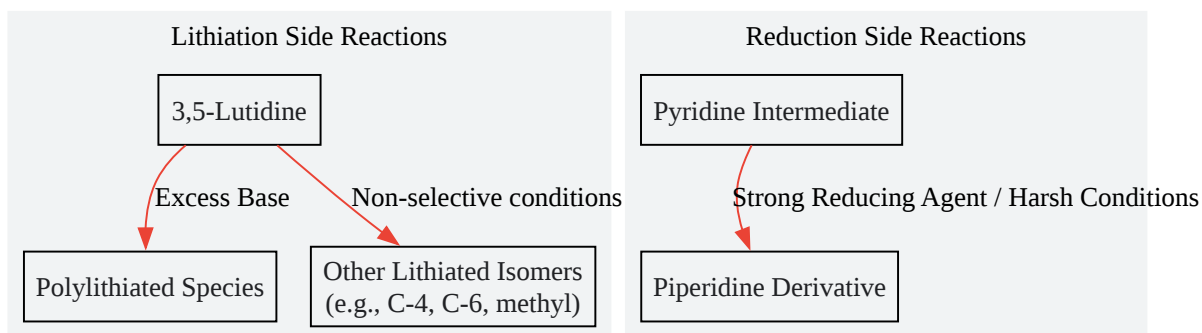 Lithiation Side Reactions
3,5-Lutidine
Excess Base
Non-selective conditions
Polylithiated Species
Other Lithiated Isomers
(e.g., C-4, C-6, methyl)
Reduction Side Reactions
Pyridine Intermediate
Strong Reducing Agent / Harsh Conditions
Piperidine Derivative